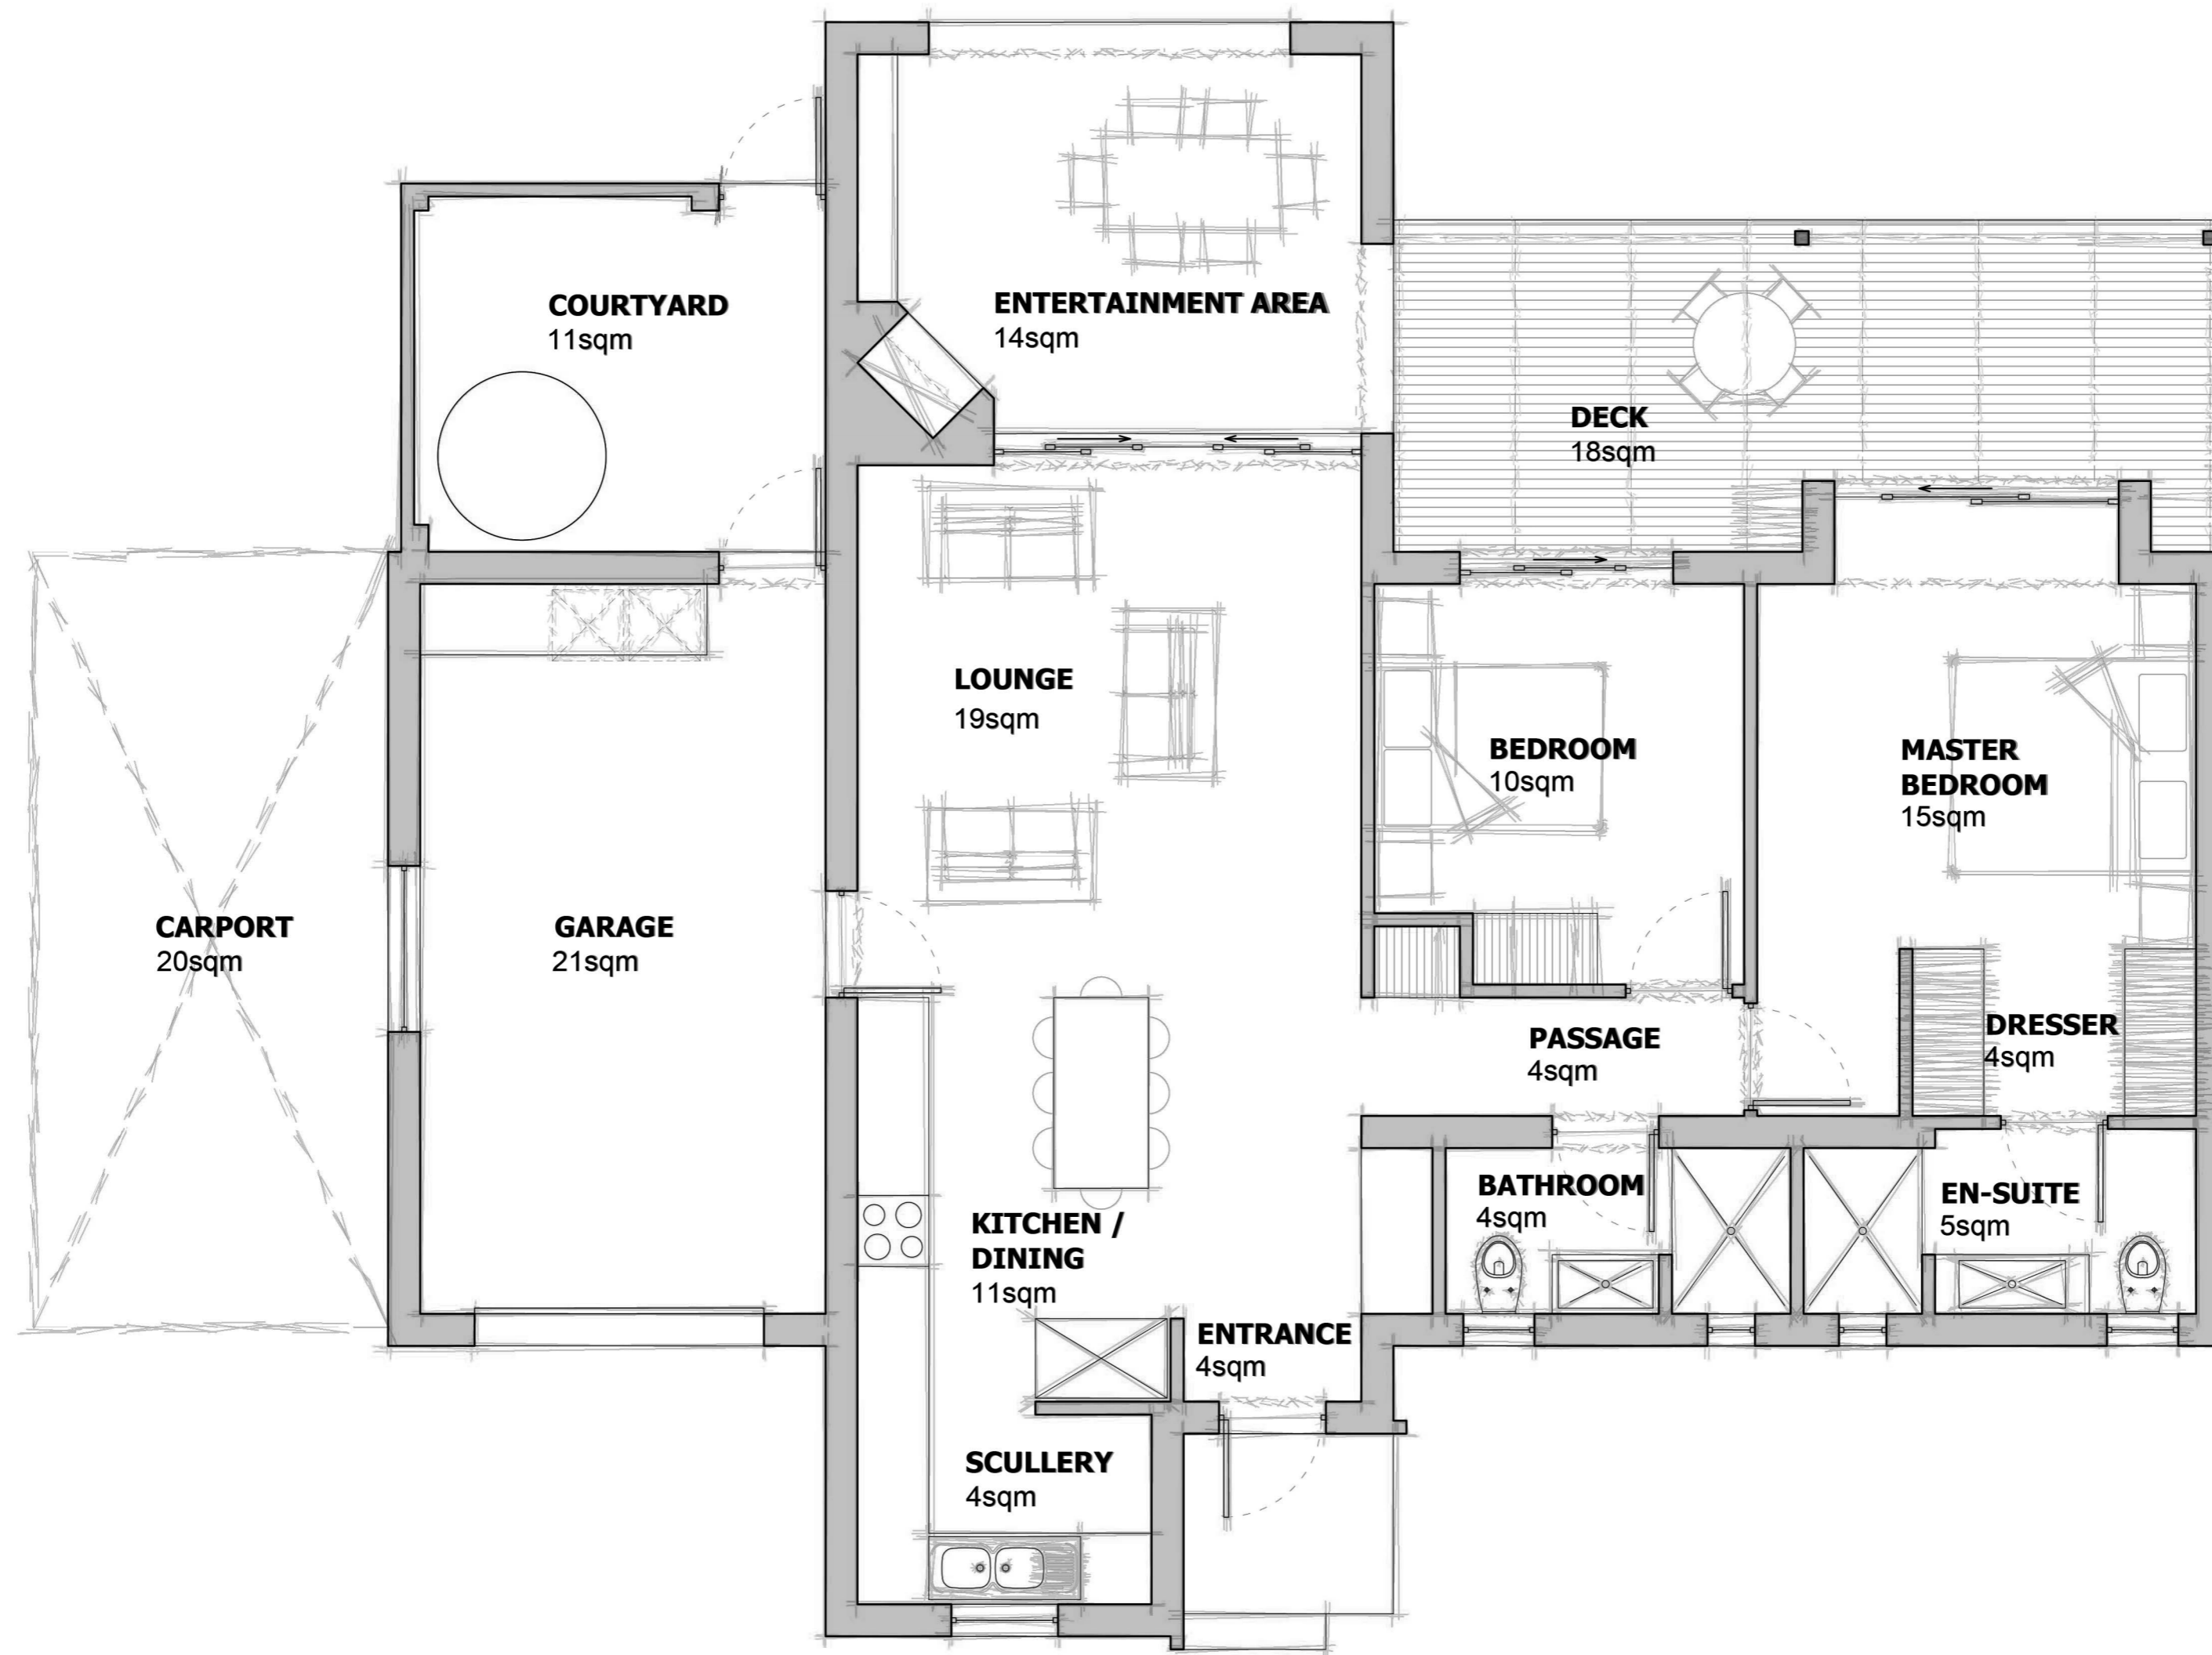 COURTYARD
11sqm
ENTERTAINMENT AREA
14sqm
DECK
18sqm
LOUNGE
19sqm
BEDROOM
10sqm
MASTER
BEDROOM
15sqm
CARPORT
20sqm
GARAGE
21sqm
PASSAGE
4sqm
DRESSER
4sqm
KITCHEN /
DINING
11sqm
BATHROOM
4sqm
EN-SUITE
5sqm
ENTRANCE
4sqm
SCULLERY
4sqm